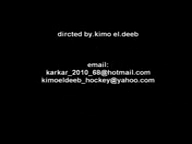 dircted by.kimo el.deeb
email:
karkar_2010_68@hotmail.com
kimoeldeeb_hockey@yahoo.com